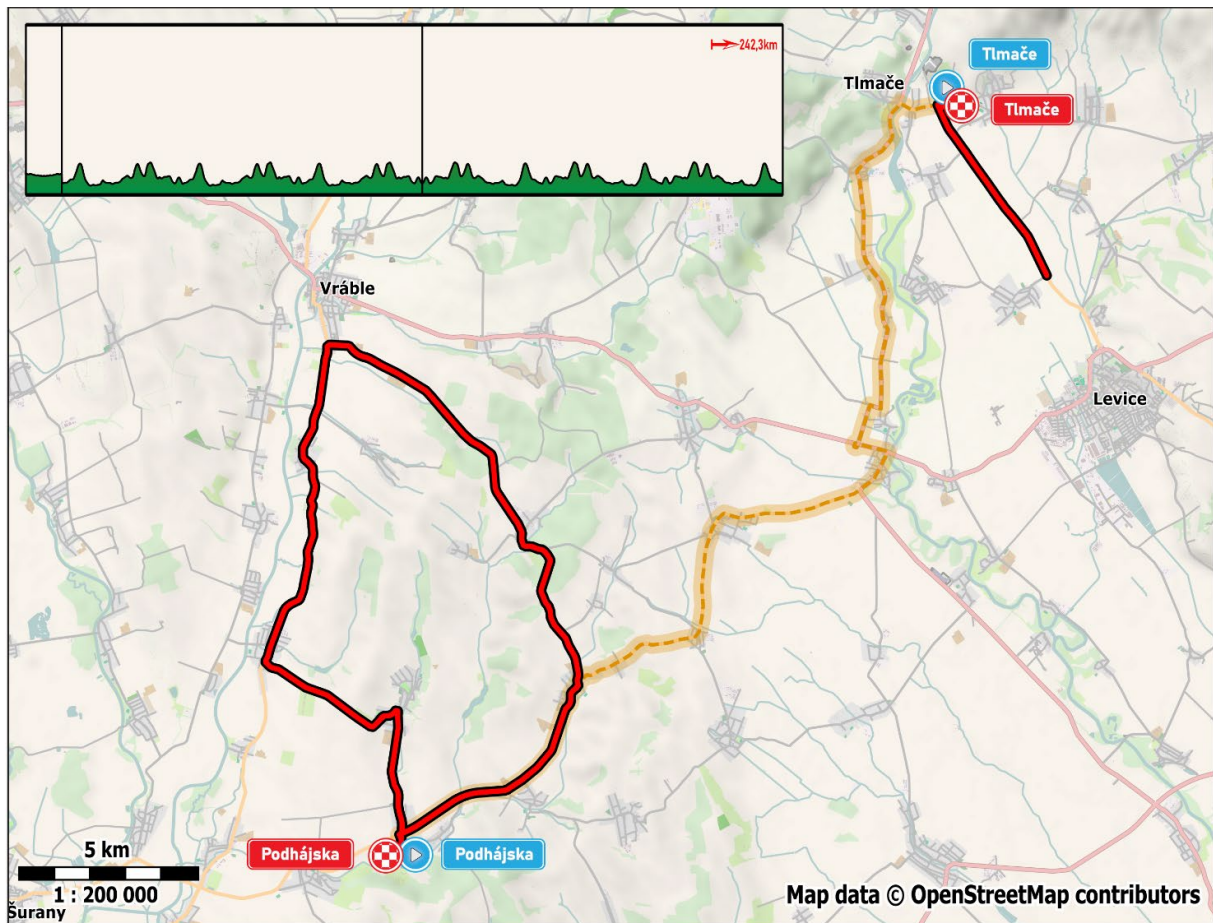 242,3km
Tlmače
Tlmače
Tlmače
Vráble
Levice
Podhájska
Podhájska
5 km
1 : 200 000
Šurany
Map data © OpenStreetMap contributors